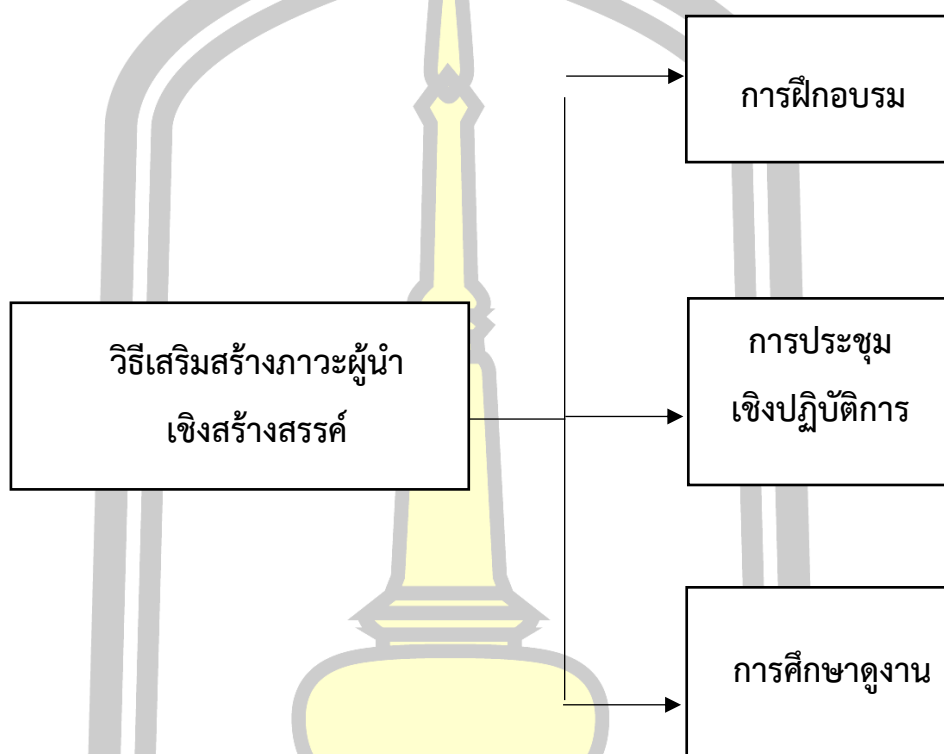 การฝึกอบรม
วิธีเสริมสร้างภาวะผู้นำ
เชิงสร้างสรรค์
การประชุม
เชิงปฏิบัติการ
การศึกษาดูงาน